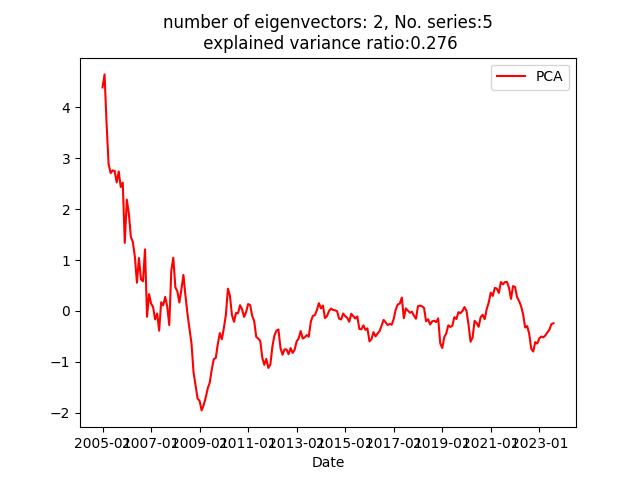 number of eigenvectors: 2, No. series:5
explained variance ratio:0.276
PCA
4
3
2
1
0
−1
−2
2005-01 2007-01 2009-01 2011-01 2013-01 2015-01 2017-01 2019-01 2021-01 2023-01
Date